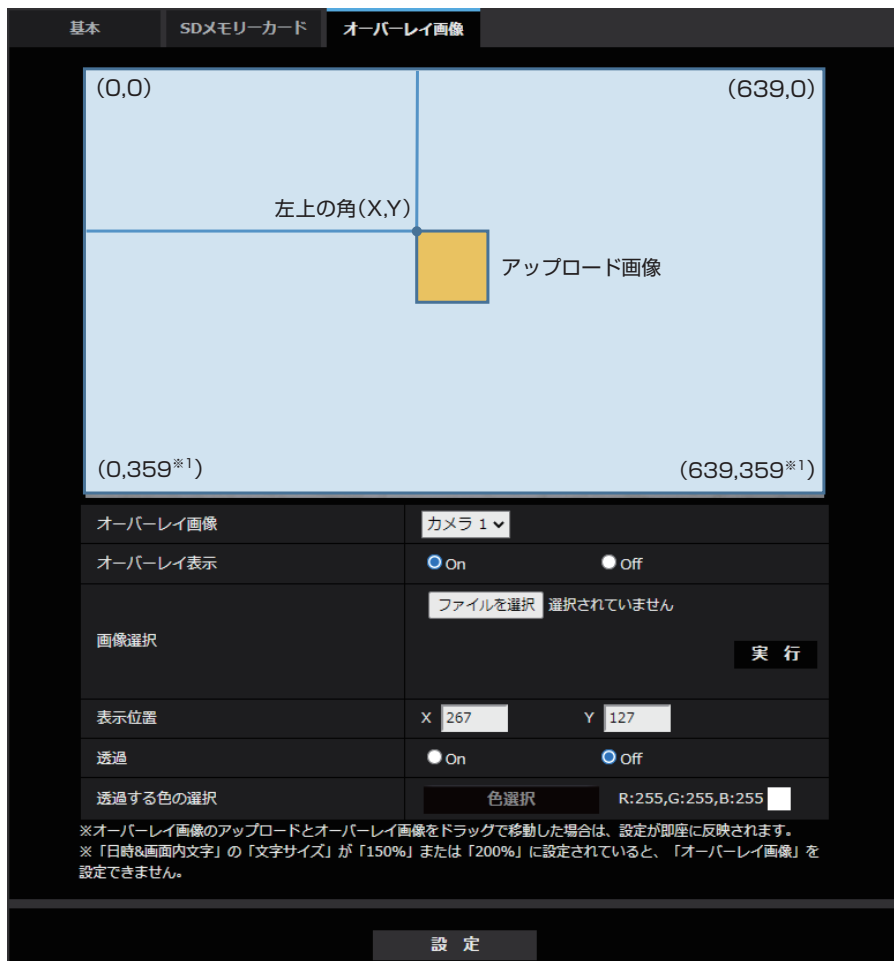 基本 SDメモリーカード オーバーレイ画像
(0,0) (639,0)
左上の角(X,Y)
アップロード画像
(0,359※1) (639,359※1)
オーバーレイ画像 カメラ 1
オーバーレイ表示 On Off
ファイルを選択 選択されていません
画像選択
実 行
表示位置 X 267 Y 127
透過 On Off
透過する色の選択 色選択 R:255,G:255,B:255
※オーバーレイ画像のアップロードとオーバーレイ画像をドラッグで移動した場合は、設定が即座に反映されます。
※「日時&画面内文字」の「文字サイズ」が「150%」または「200%」に設定されていると、「オーバーレイ画像」を
設定できません。
設 定